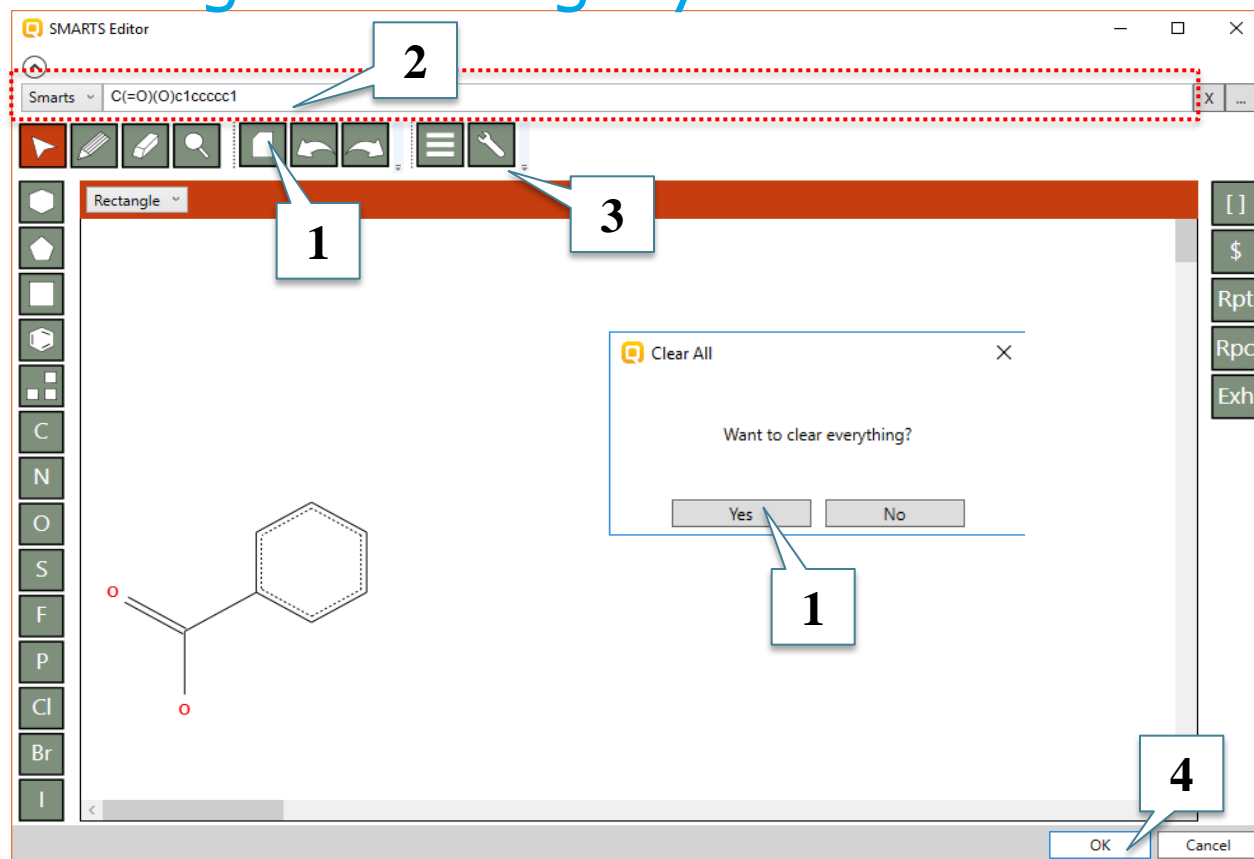 SMARTS Editor
2
Smarts C(=O)(O)c1ccccc1 X ...
3
1
Rectangle
[ ]
$
Rpt
Rpc
Exh
Clear All
Want to clear everything?
Yes No
1
C
N
O
S
F
P
Cl
Br
I
O
O
4
OK Cancel